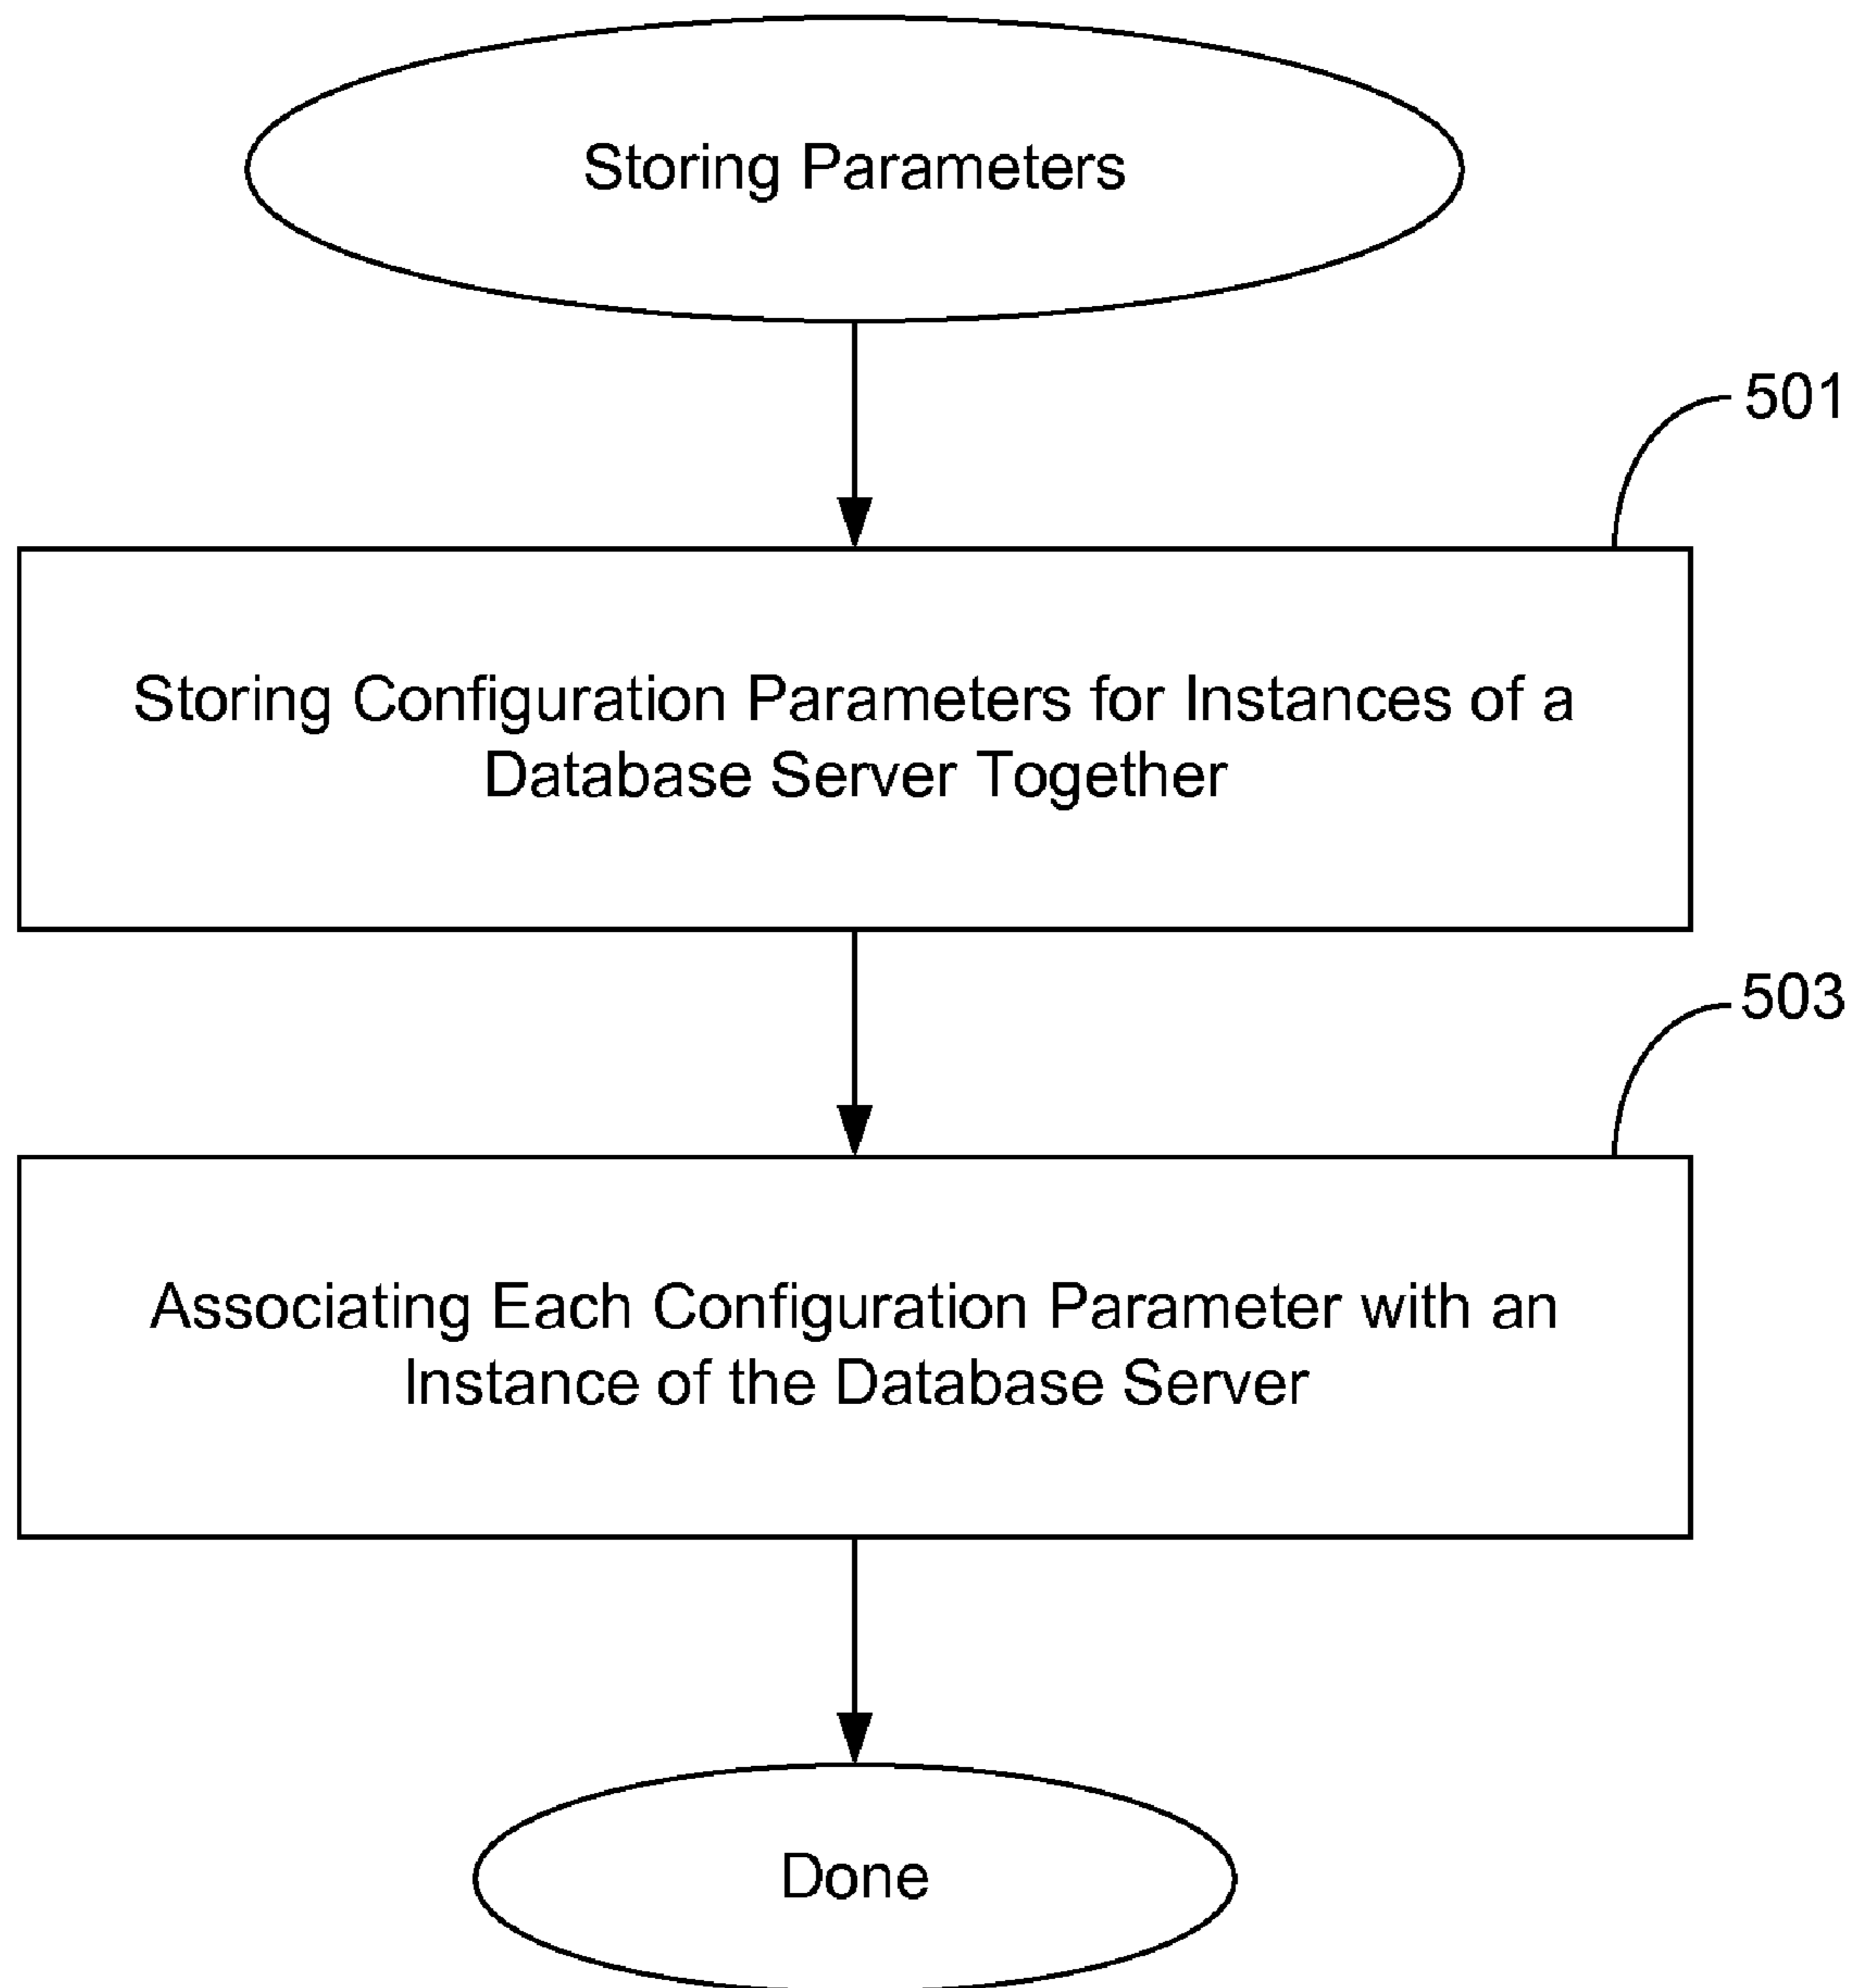 Storing Parameters
501
Storing Configuration Parameters for Instances of a
Database Server Together
503
Associating Each Configuration Parameter with an
Instance of the Database Server
Done